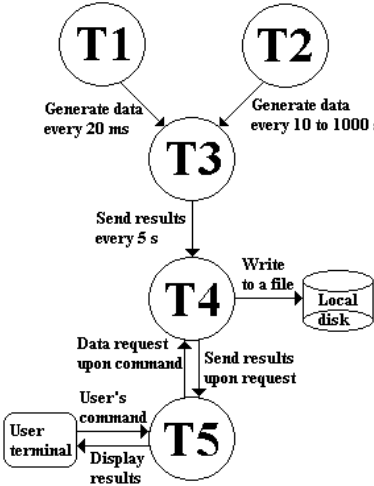 T1
T2
Generate data
every 20 ms
Generate data
every 10 to 1000
T3
Send results
every 5 s
T4
Write
to a file
Local
disk
Data request
upon command
Send results
upon request
User's
command
User
terminal
T5
Display
results